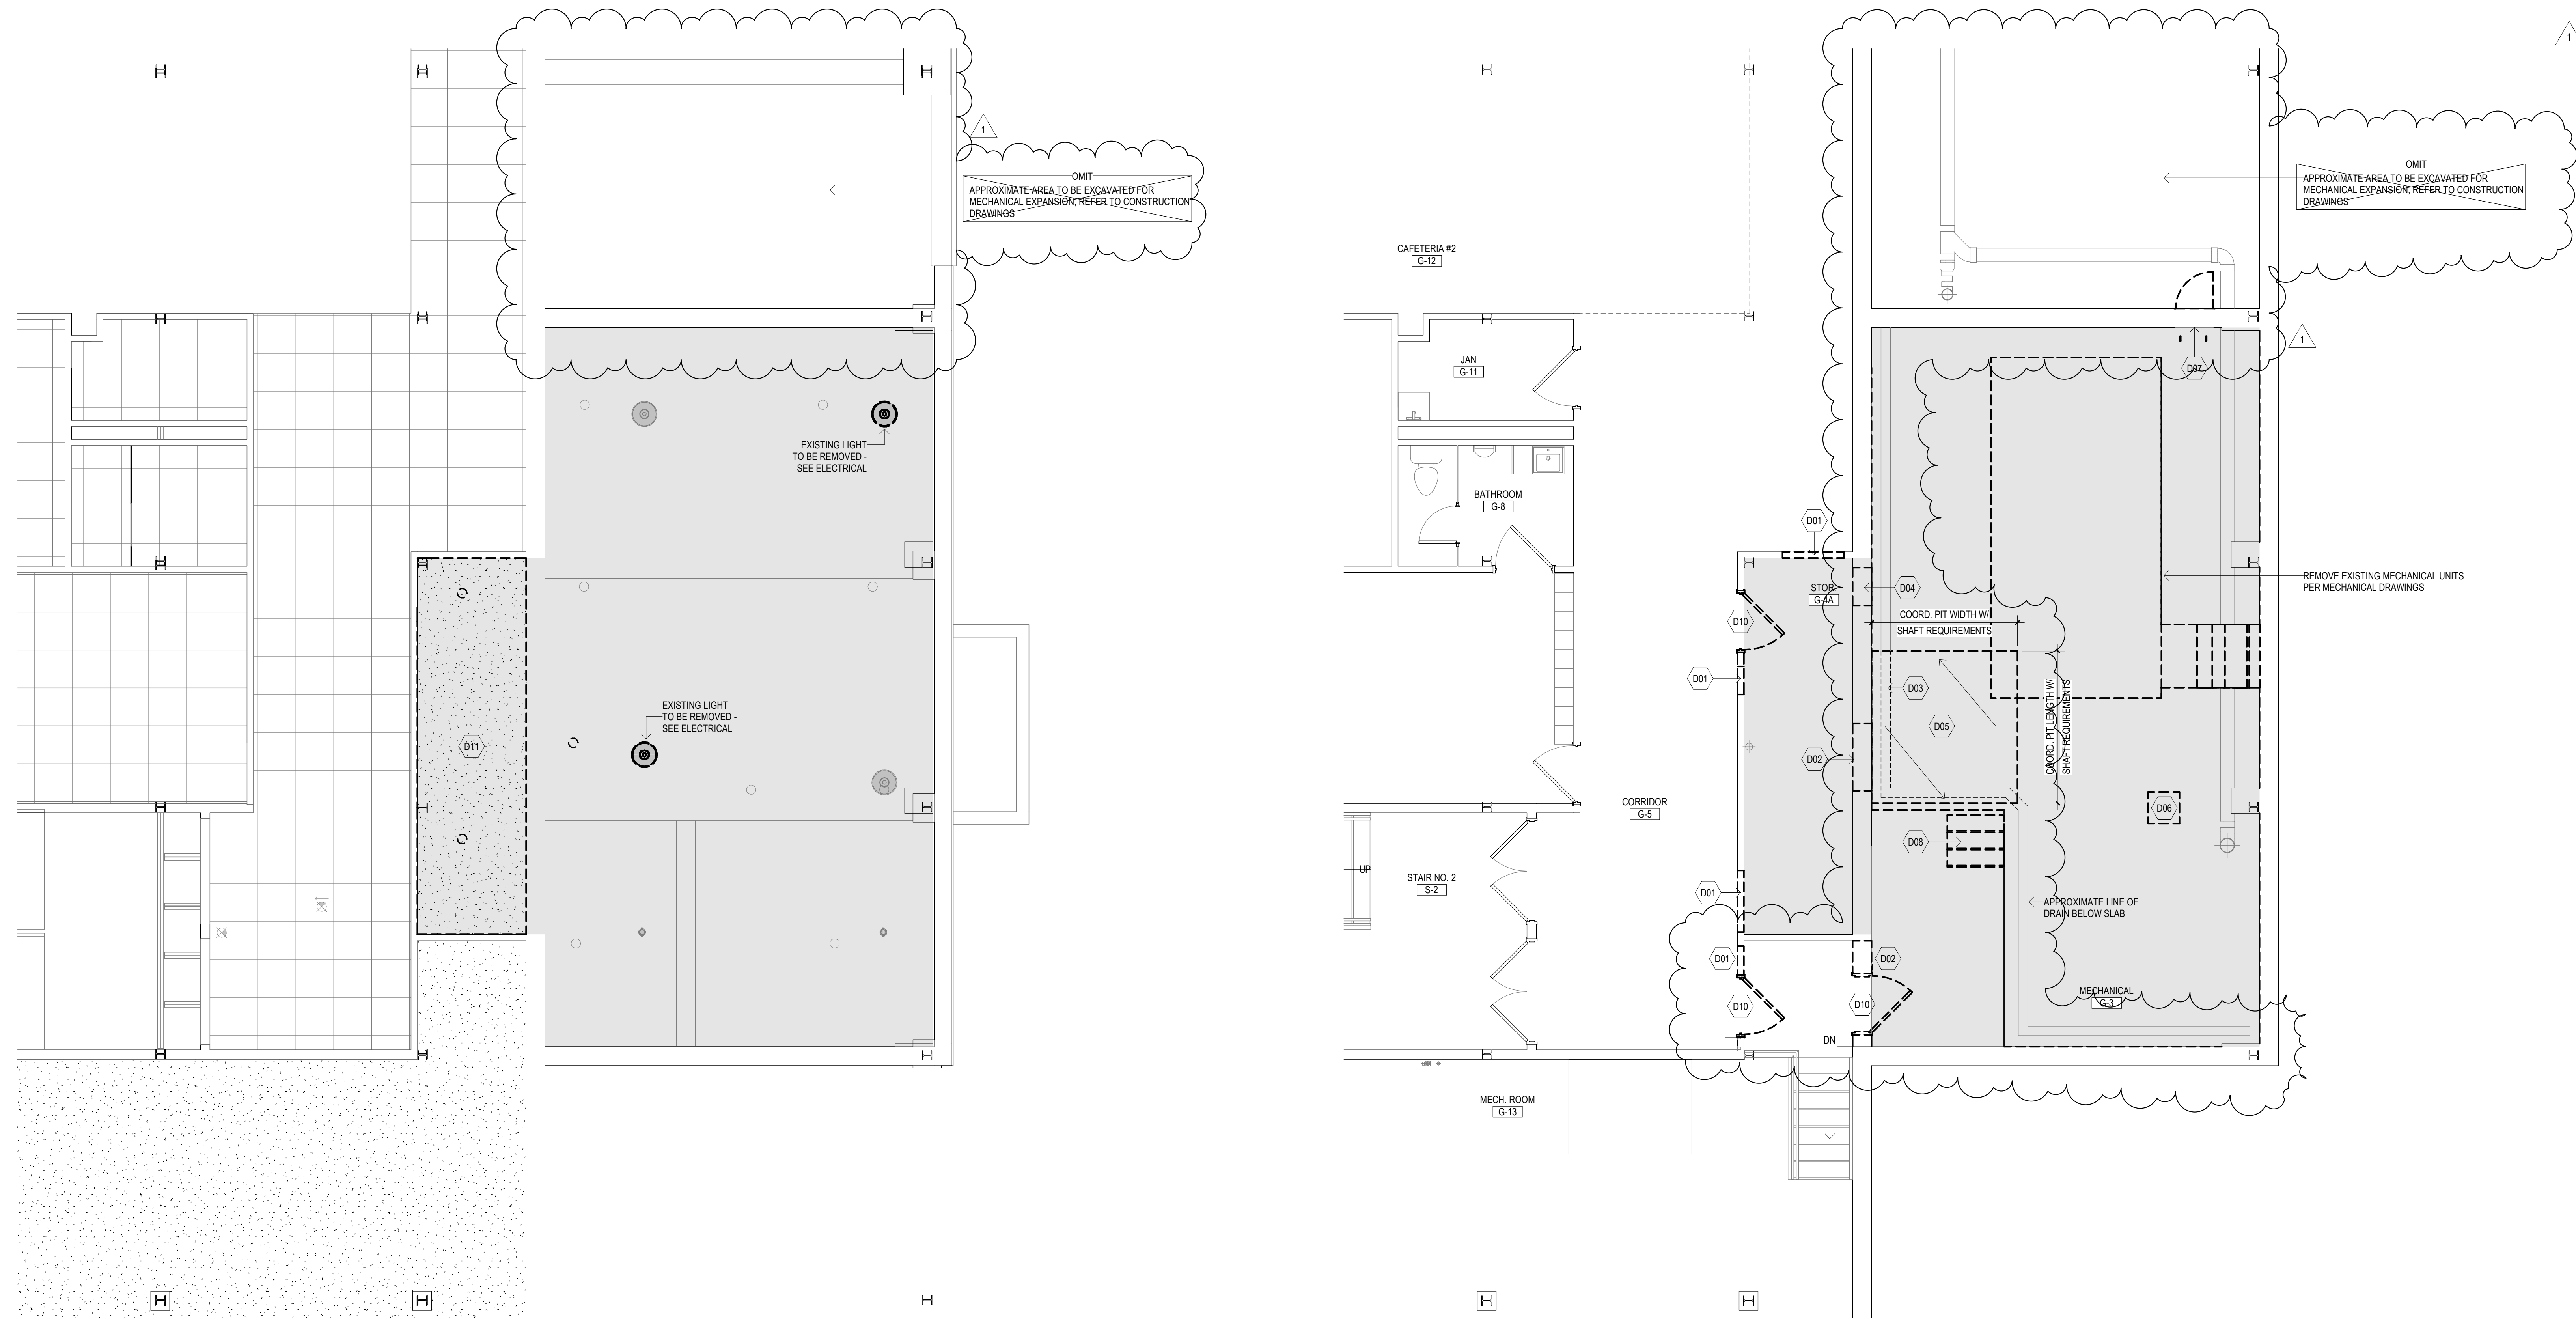 1
OMIT
APPROXIMATE AREA TO BE EXCAVATED FOR
MECHANICAL EXPANSION, REFER TO CONSTRUCTION
DRAWINGS
EXISTING LIGHT
TO BE REMOVED -
SEE ELECTRICAL
EXISTING LIGHT
TO BE REMOVED -
SEE ELECTRICAL
D11
1
OMIT
APPROXIMATE AREA TO BE EXCAVATED FOR
MECHANICAL EXPANSION, REFER TO CONSTRUCTION
DRAWINGS
CAFETERIA #2
G-12
1
JAN
G-11
D07
BATHROOM
G-8
D01
STOR.
G-4A
D04
REMOVE EXISTING MECHANICAL UNITS
PER MECHANICAL DRAWINGS
COORD. PIT WIDTH W/
SHAFT REQUIREMENTS
D10
D01
D03
COORD. PIT LENGTH W/
SHAFT REQUIREMENTS
D05
D02
CORRIDOR
G-5
D06
D08
UP
STAIR NO. 2
S-2
D01
APPROXIMATE LINE OF
DRAIN BELOW SLAB
D01
D02
MECHANICAL
G-3
D10
D10
DN
MECH. ROOM
G-13